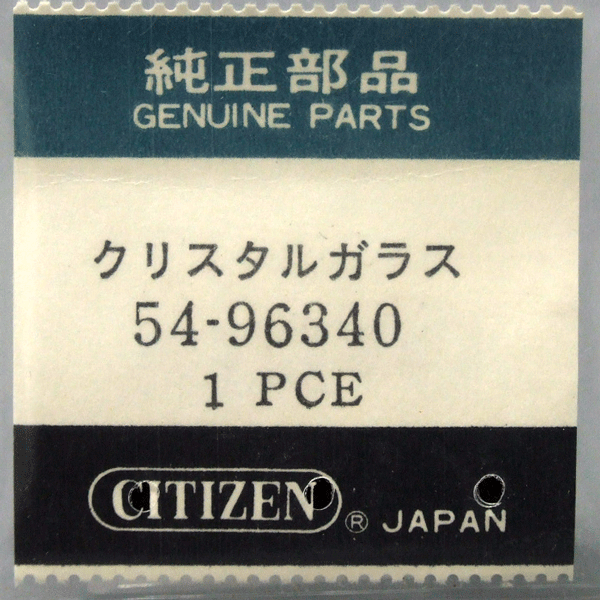 純正部品
GENUINE PARTS
クリスタルガラス
54-96340
1 PCE
CITIZEN ® JAPAN